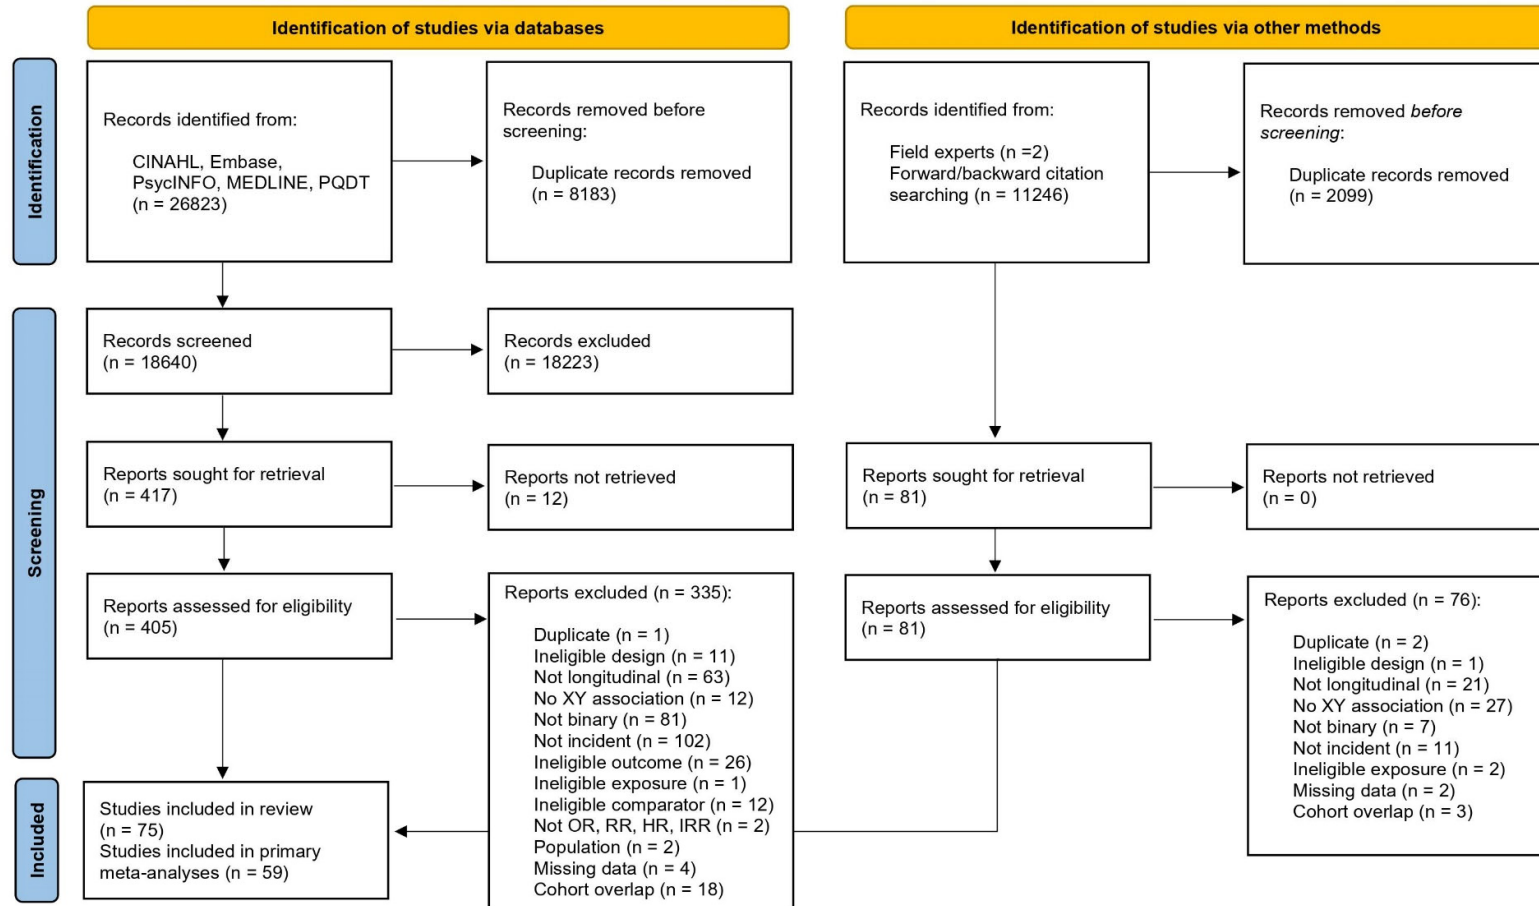 Identification of studies via databases
Identification of studies via other methods
Identification
Records identified from:
CINAHL, Embase,
PsycINFO, MEDLINE, PQDT
(n = 26823)
Records removed before
screening:
Duplicate records removed
(n = 8183)
Records identified from:
Field experts (n =2)
Forward/backward citation
searching (n = 11246)
Records removed before
screening:
Duplicate records removed
(n = 2099)
Screening
Records screened
(n = 18640)
Records excluded
(n = 18223)
Reports sought for retrieval
(n = 417)
Reports not retrieved
(n = 12)
Reports sought for retrieval
(n = 81)
Reports not retrieved
(n = 0)
Reports assessed for eligibility
(n = 405)
Reports excluded (n = 335):
Duplicate (n = 1)
Ineligible design (n = 11)
Not longitudinal (n = 63)
No XY association (n = 12)
Not binary (n = 81)
Not incident (n = 102)
Ineligible outcome (n = 26)
Ineligible exposure (n = 1)
Ineligible comparator (n = 12)
Not OR, RR, HR, IRR (n = 2)
Population (n = 2)
Missing data (n = 4)
Cohort overlap (n = 18)
Reports assessed for eligibility
(n = 81)
Reports excluded (n = 76):
Duplicate (n = 2)
Ineligible design (n = 1)
Not longitudinal (n = 21)
No XY association (n = 27)
Not binary (n = 7)
Not incident (n = 11)
Ineligible exposure (n = 2)
Missing data (n = 2)
Cohort overlap (n = 3)
Included
Studies included in review
(n = 75)
Studies included in primary
meta-analyses (n = 59)